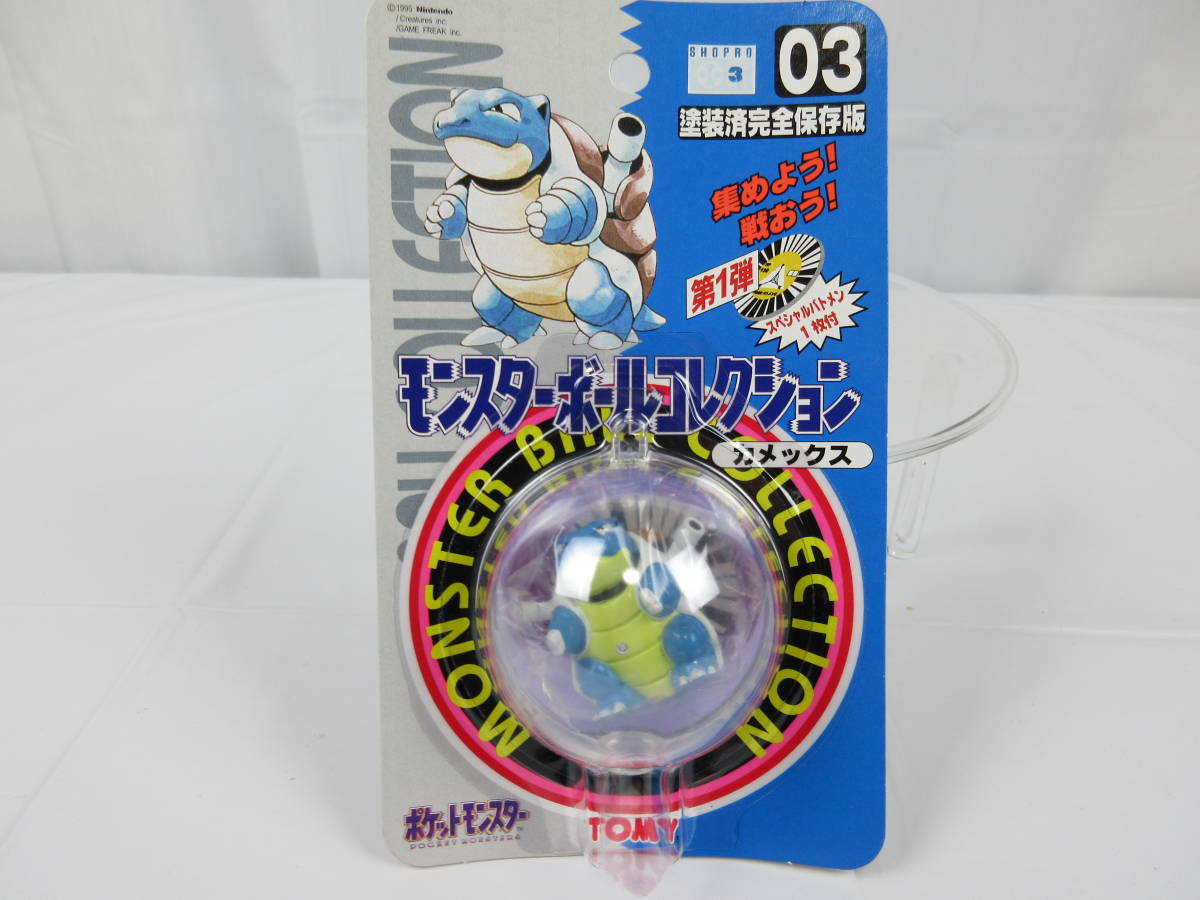 ©1995 Nintendo
/Creatures inc.
/GAME FREAK inc.
SHOPRO
3
03
塗装済完全保存版
集めよう!
戦おう!
第1弾
スペシャルバトメン
1枚付
モンスターボールコレクション
カメックス
MONSTER BALL COLLECTION
ポケットモンスター
POCKET MONSTERS
TOMY